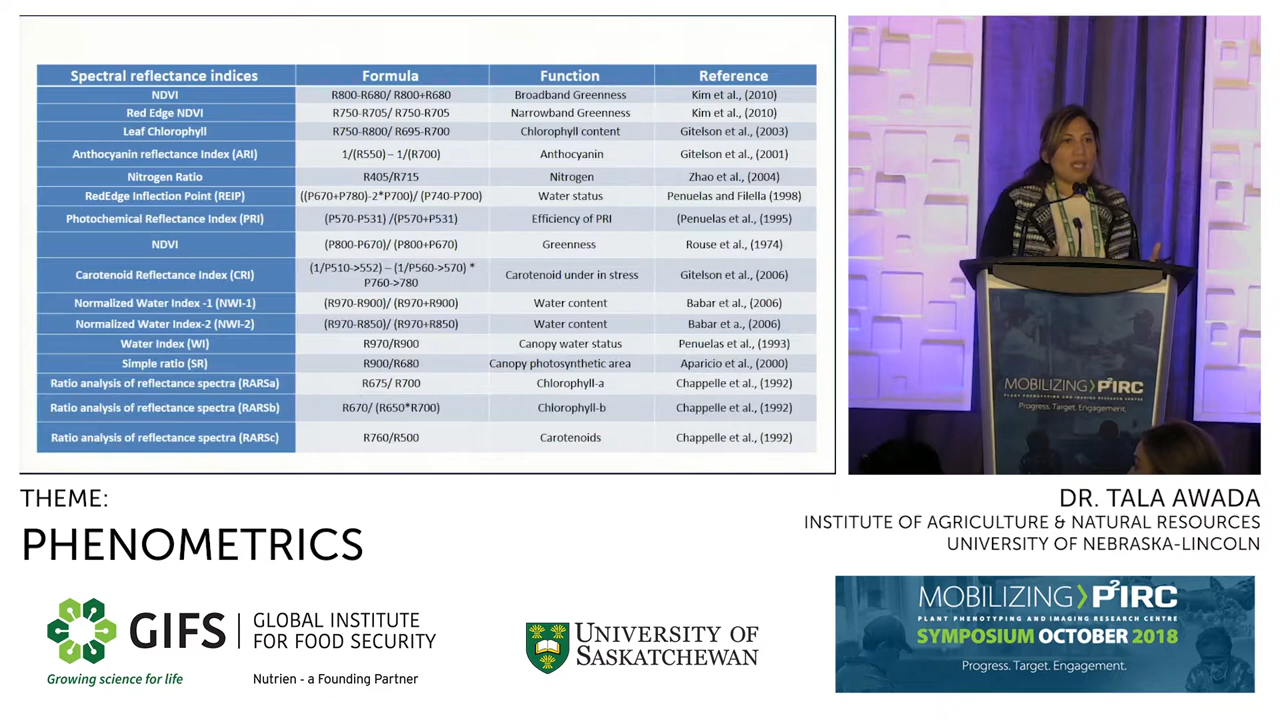 Spectral reflectance indices Formula Function Reference
NDVI R800-R680/ R800+R680 Broadband Greenness Kim et al., (2010)
Red Edge NDVI R750-R705/ R750-R705 Narrowband Greenness Kim et al., (2010)
Leaf Chlorophyll R750-R800/ R695-R700 Chlorophyll content Gitelson et al., (2003)
Anthocyanin reflectance Index (ARI) 1/(R550) – 1/(R700) Anthocyanin Gitelson et al., (2001)
Nitrogen Ratio R405/R715 Nitrogen Zhao et al., (2004)
RedEdge Inflection Point (REIP) ((P670+P780)-2*P700)/ (P740-P700) Water status Penuelas and Filella (1998)
Photochemical Reflectance Index (PRI) (P570-P531) /(P570+P531) Efficiency of PRI (Penuelas et al., (1995)
NDVI (P800-P670)/ (P800+P670) Greenness Rouse et al., (1974)
Carotenoid Reflectance Index (CRI) (1/P510->552) – (1/P560->570) * Carotenoid under in stress Gitelson et al., (2006)
P760->780
Normalized Water Index -1 (NWI-1) (R970-R900)/ (R970+R900) Water content Babar et al., (2006)
Normalized Water Index-2 (NWI-2) (R970-R850)/ (R970+R850) Water content Babar et a., (2006)
Water Index (WI) R970/R900 Canopy water status Penuelas et al., (1993)
Simple ratio (SR) R900/R680 Canopy photosynthetic area Aparicio et al., (2000)
Ratio analysis of reflectance spectra (RARSa) R675/ R700 Chlorophyll-a Chappelle et al., (1992)
Ratio analysis of reflectance spectra (RARSb) R670/ (R650*R700) Chlorophyll-b Chappelle et al., (1992)
Ratio analysis of reflectance spectra (RARSc) R760/R500 Carotenoids Chappelle et al., (1992)
MOBILIZING P²IRC
PLANT PHENOTYPING AND IMAGING RESEARCH CENTRE
Progress. Target. Engagement.
THEME:
PHENOMETRICS
DR. TALA AWADA
INSTITUTE OF AGRICULTURE & NATURAL RESOURCES
UNIVERSITY OF NEBRASKA-LINCOLN
GIFS
GLOBAL INSTITUTE
FOR FOOD SECURITY
Growing science for life
Nutrien - a Founding Partner
UNIVERSITY OF
SASKATCHEWAN
MOBILIZING P²IRC
PLANT PHENOTYPING AND IMAGING RESEARCH CENTRE
SYMPOSIUM OCTOBER 2018
Progress. Target. Engagement.